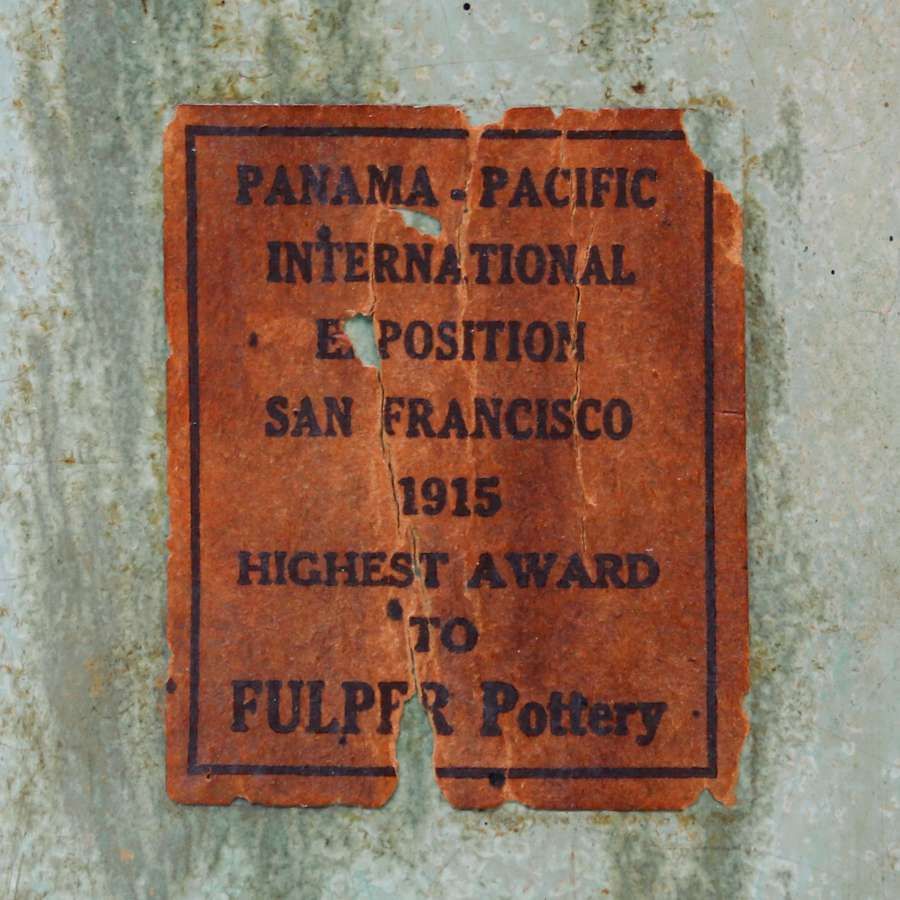 PANAMA - PACIFIC
INTERNATIONAL
EXPOSITION
SAN FRANCISCO
1915
HIGHEST AWARD
TO
FULPER Pottery